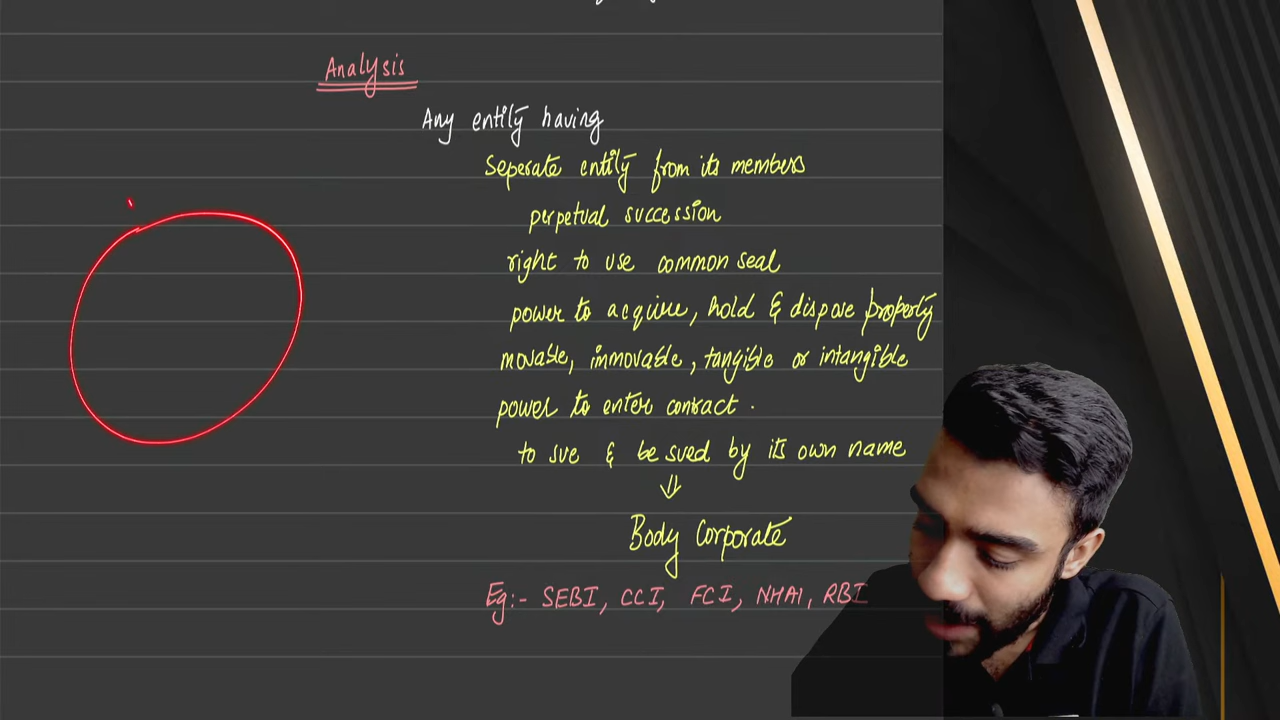 Analysis
Any entity having
Seperate entity from its members
perpetual succession
right to use common seal
power to acquire, hold & dispose property
movable, immovable, tangible or intangible
power to enter contract.
to sue & be sued by its own name
⇓
Body Corporate
Eg:- SEBI, CCI, FCI, NHAI, RBI